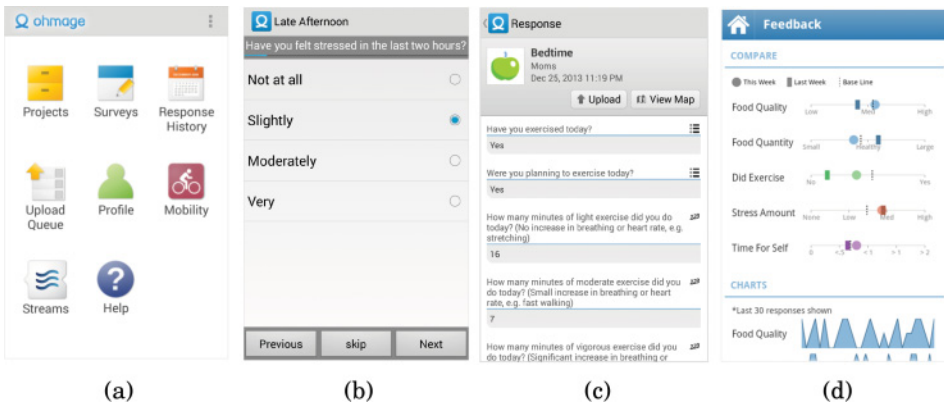 ohmage
Projects
Surveys
Response
History
Upload
Queue
Profile
Mobility
Streams
Help
(a)
Late Afternoon
Have you felt stressed in the last two hours?
Not at all
Slightly
Moderately
Very
Previous
skip
Next
(b)
Response
Bedtime
Moms
Dec 25, 2013 11:19 PM
Upload
View Map
Have you exercised today?
Yes
Were you planning to exercise today?
Yes
How many minutes of light exercise did you do
today? (No increase in breathing or heart rate, e.g.
stretching)
16
How many minutes of moderate exercise did you
do today? (Small increase in breathing or heart
rate, e.g. fast walking)
7
How many minutes of vigorous exercise did you
do today? (Significant increase in breathing or
(c)
Feedback
COMPARE
This Week Last Week Base Line
Food Quality
Low Med High
Food Quantity
Small Healthy Large
Did Exercise
No Yes
Stress Amount
None Low Med High
Time For Self
0 <.5 < 1 > 1 > 2
CHARTS
*Last 30 responses shown
Food Quality
(d)